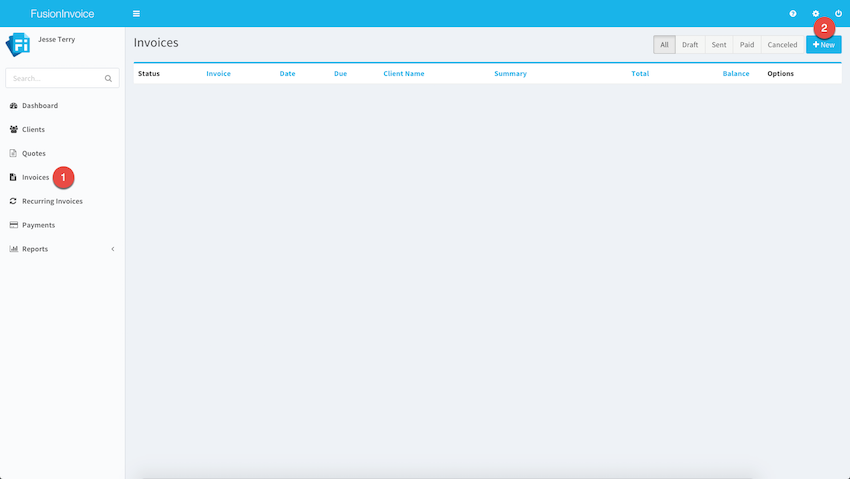 FusionInvoice
Jesse Terry
Search...
Dashboard
Clients
Quotes
Invoices 1
Recurring Invoices
Payments
Reports
2
Invoices
All Draft Sent Paid Canceled + New
Status Invoice Date Due Client Name Summary Total Balance Options